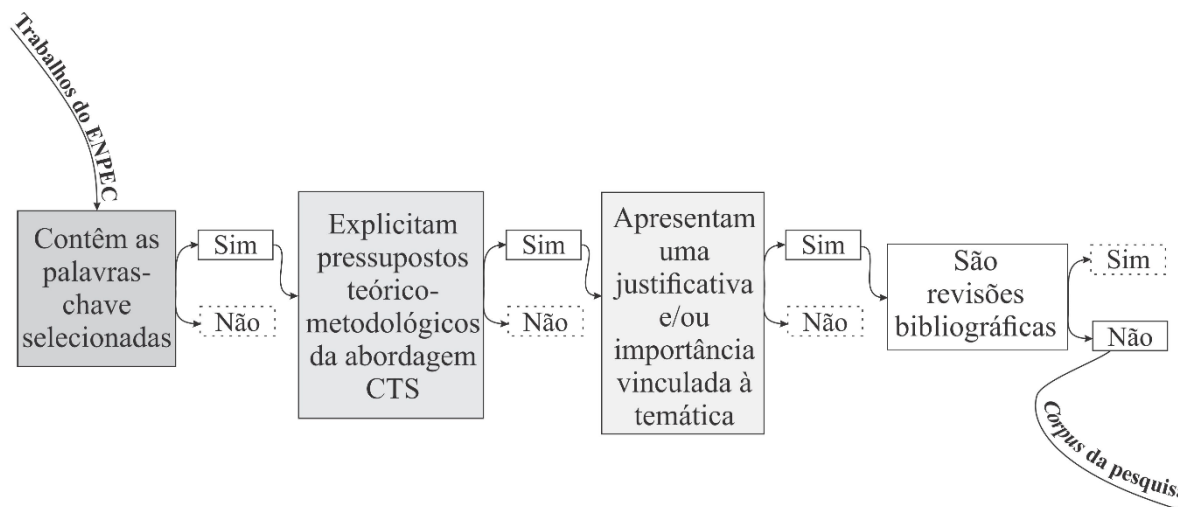 Trabalhos do ENPEC
Contêm as
palavras-
chave
selecionadas
Sim
Não
Explicitam
pressupostos
teórico-
metodológicos
da abordagem
CTS
Sim
Não
Apresentam
uma
justificativa
e/ou
importância
vinculada à
temática
Sim
Não
São
revisões
bibliográficas
Sim
Não
Corpus da pesquis